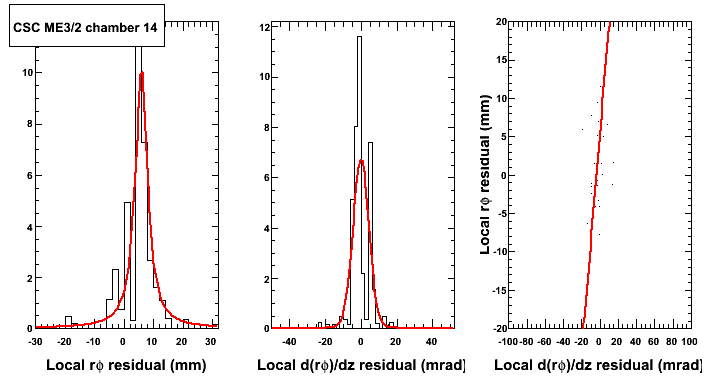 CSC ME3/2 chamber 14
10
8
6
4
2
0
-30 -20 -10 0 10 20 30
Local rϕ residual (mm)
12
10
8
6
4
2
0
-40 -20 0 20 40
Local d(rϕ)/dz residual (mrad)
Local rϕ residual (mm)
20
15
10
5
0
-5
-10
-15
-20
-100 -80 -60 -40 -20 0 20 40 60 80 100
Local d(rϕ)/dz residual (mrad)